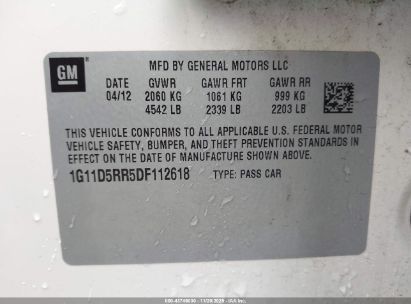 GM
MFD BY GENERAL MOTORS LLC
DATE GVWR GAWR FRT GAWR RR
04/12 2060 KG 1061 KG 999 KG
4542 LB 2339 LB 2203 LB
THIS VEHICLE CONFORMS TO ALL APPLICABLE U.S. FEDERAL MOTOR
VEHICLE SAFETY, BUMPER, AND THEFT PREVENTION STANDARDS IN
EFFECT ON THE DATE OF MANUFACTURE SHOWN ABOVE.
1G11D5RR5DF112618 TYPE: PASS CAR